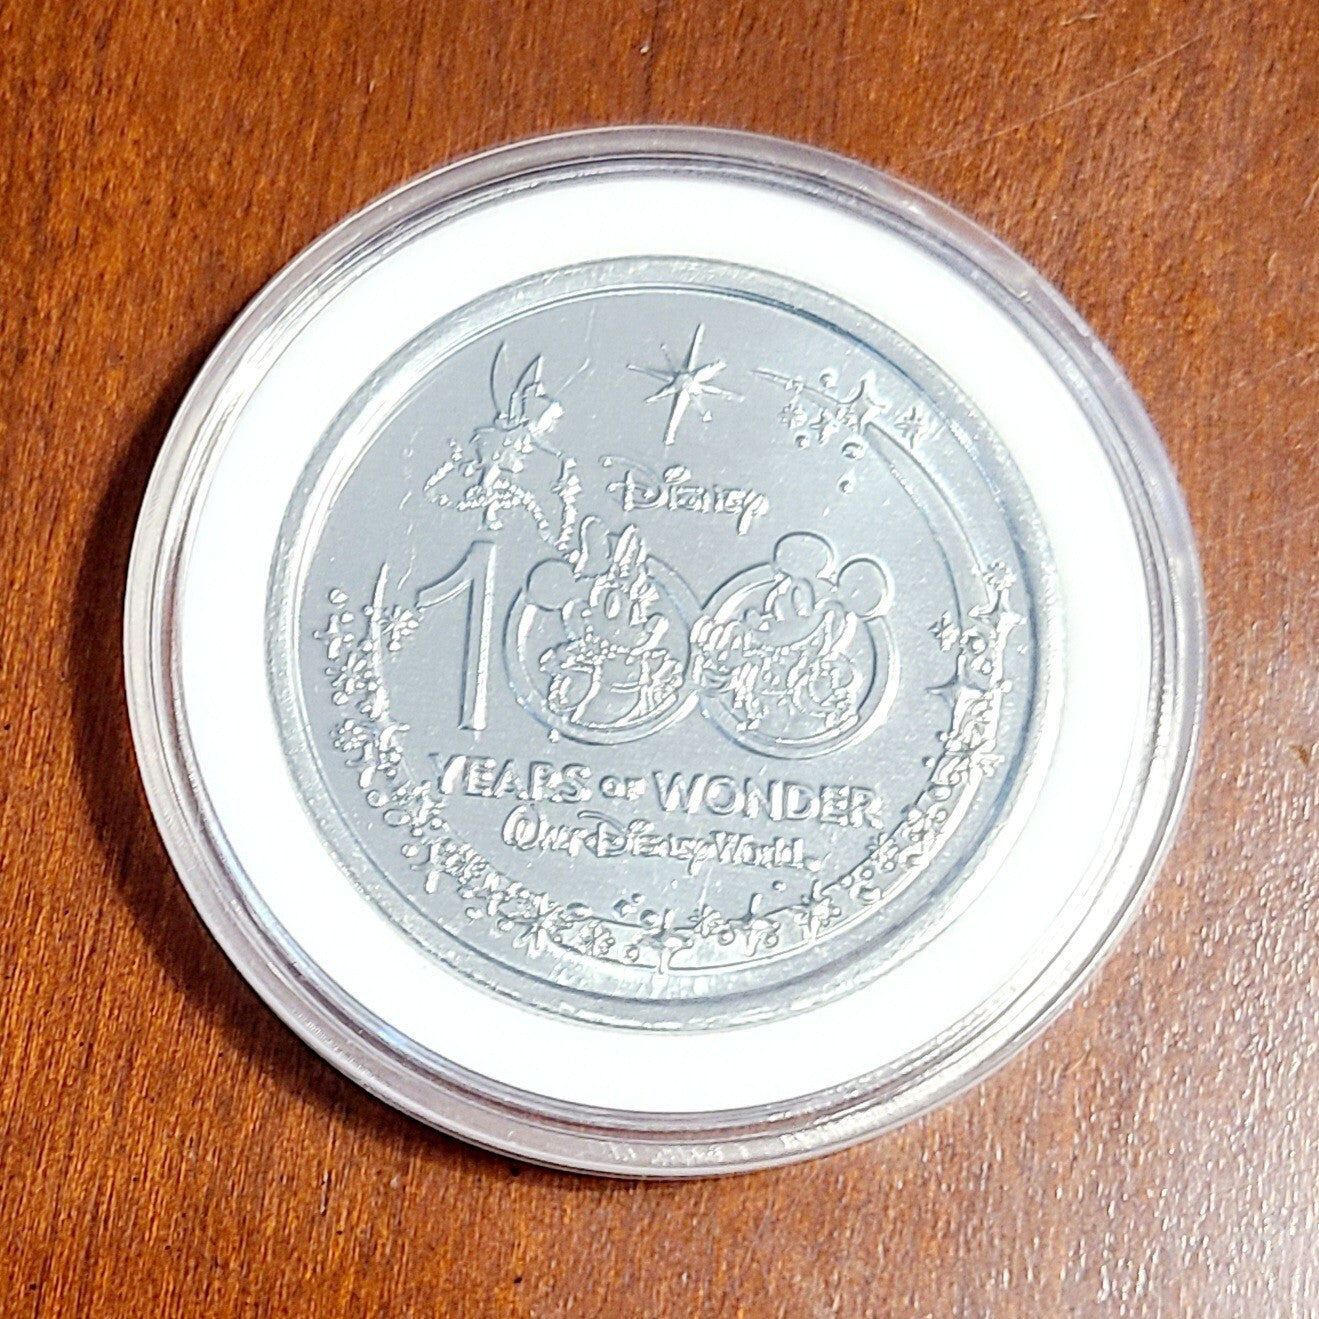 Disney
100
YEARS OF WONDER
Walt Disney World